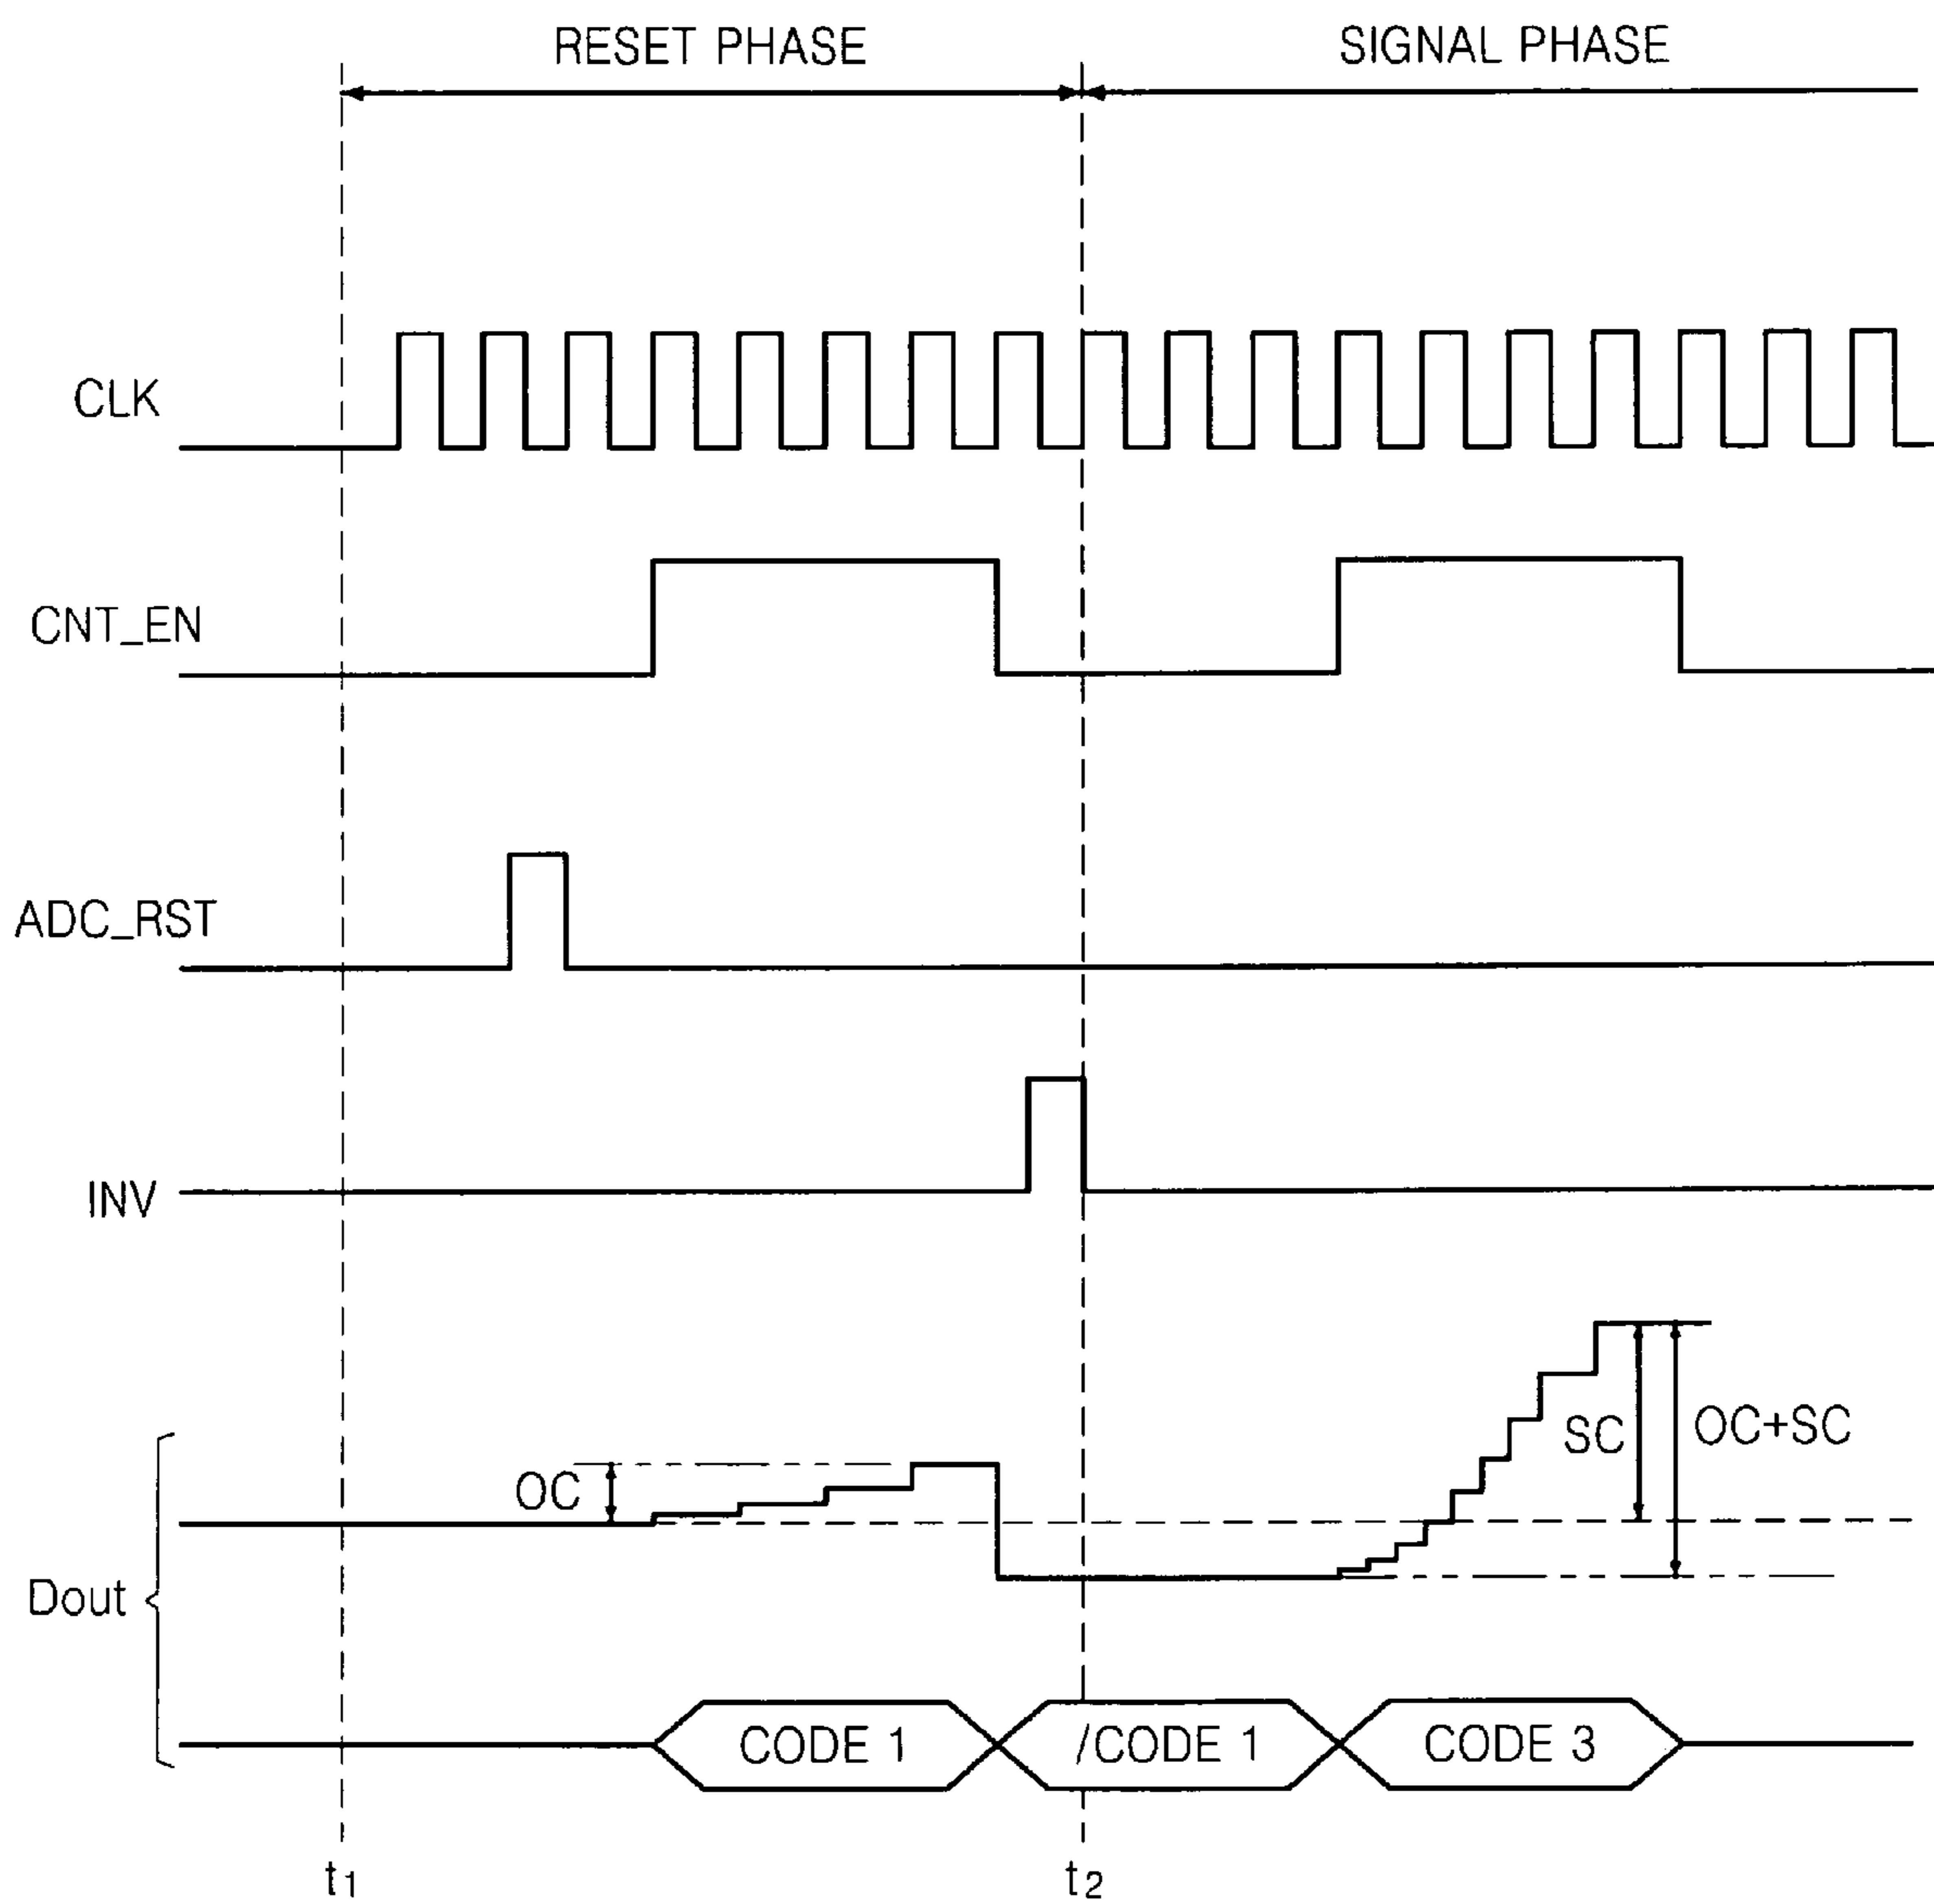 RESET PHASE
SIGNAL PHASE
CLK
CNT_EN
ADC_RST
INV
SC
OC+SC
OC
Dout
CODE 1
/CODE 1
CODE 3
t1
t2